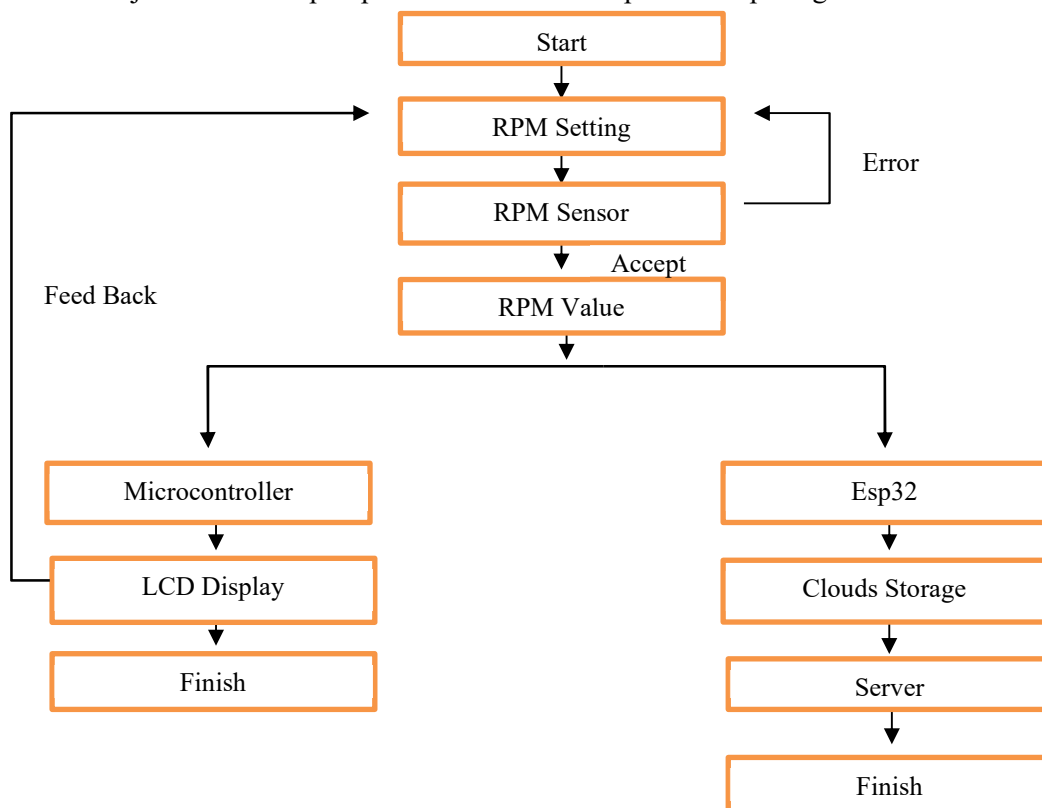 Start
RPM Setting
Error
RPM Sensor
Accept
Feed Back
RPM Value
Microcontroller
Esp32
LCD Display
Clouds Storage
Finish
Server
Finish